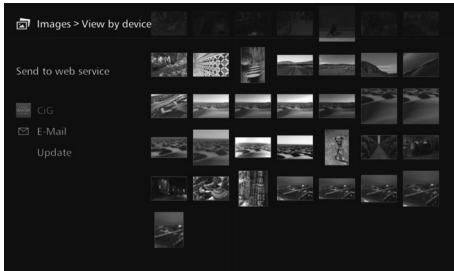 Images > View by device
Send to web service
CiG
E-Mail
Update